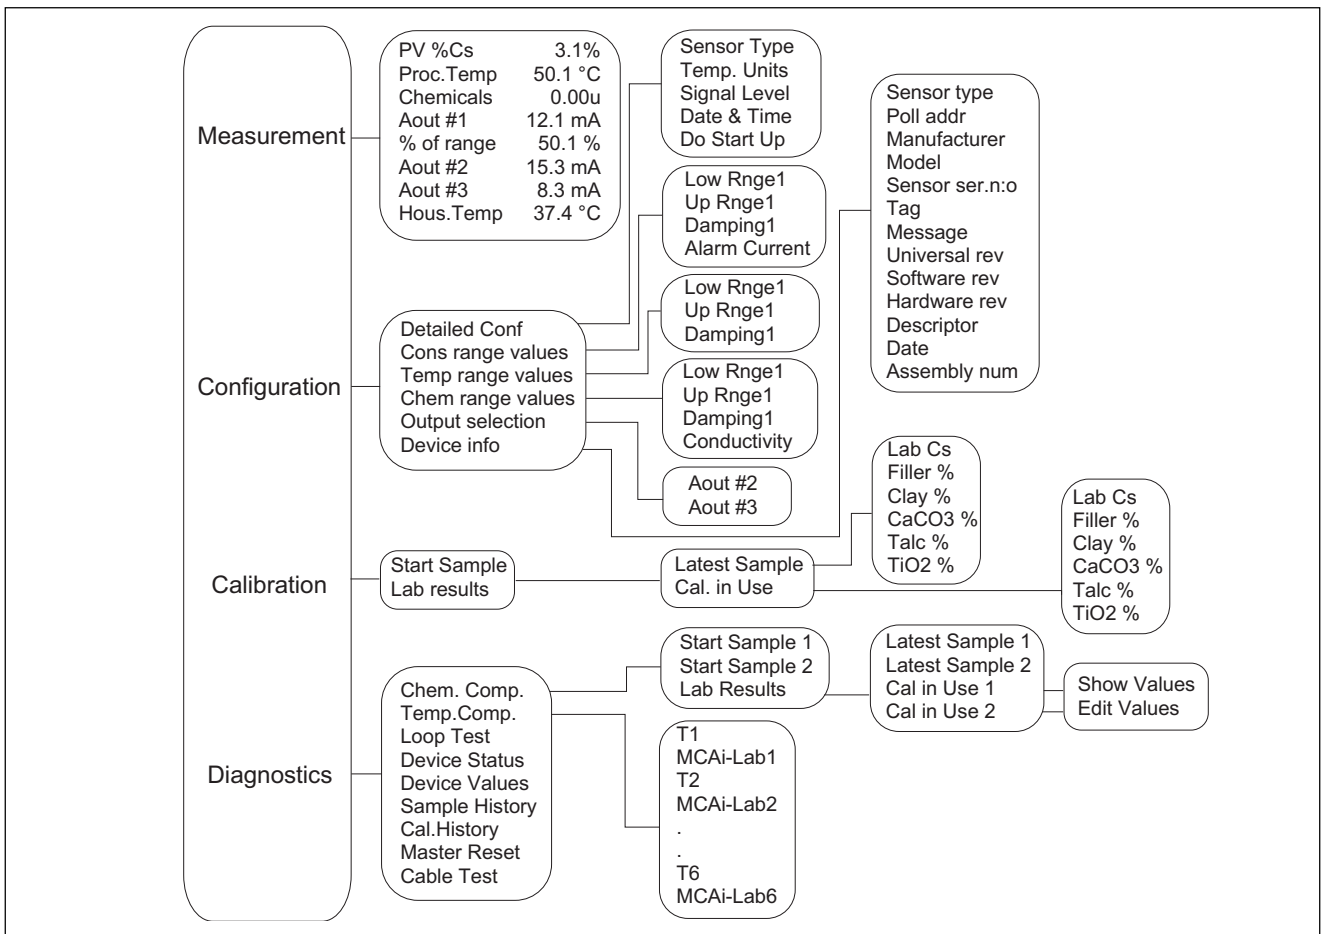 Measurement
PV %Cs 3.1%
Proc.Temp 50.1 °C
Chemicals 0.00u
Aout #1 12.1 mA
% of range 50.1 %
Aout #2 15.3 mA
Aout #3 8.3 mA
Hous.Temp 37.4 °C
Configuration
Detailed Conf
Cons range values
Temp range values
Chem range values
Output selection
Device info
Sensor Type
Temp. Units
Signal Level
Date & Time
Do Start Up
Low Rnge1
Up Rnge1
Damping1
Alarm Current
Low Rnge1
Up Rnge1
Damping1
Low Rnge1
Up Rnge1
Damping1
Conductivity
Aout #2
Aout #3
Sensor type
Poll addr
Manufacturer
Model
Sensor ser.n:o
Tag
Message
Universal rev
Software rev
Hardware rev
Descriptor
Date
Assembly num
Calibration
Start Sample
Lab results
Latest Sample
Cal. in Use
Lab Cs
Filler %
Clay %
CaCO3 %
Talc %
TiO2 %
Lab Cs
Filler %
Clay %
CaCO3 %
Talc %
TiO2 %
Diagnostics
Chem. Comp.
Temp.Comp.
Loop Test
Device Status
Device Values
Sample History
Cal.History
Master Reset
Cable Test
Start Sample 1
Start Sample 2
Lab Results
Latest Sample 1
Latest Sample 2
Cal in Use 1
Cal in Use 2
Show Values
Edit Values
T1
MCAi-Lab1
T2
MCAi-Lab2
.
.
T6
MCAi-Lab6